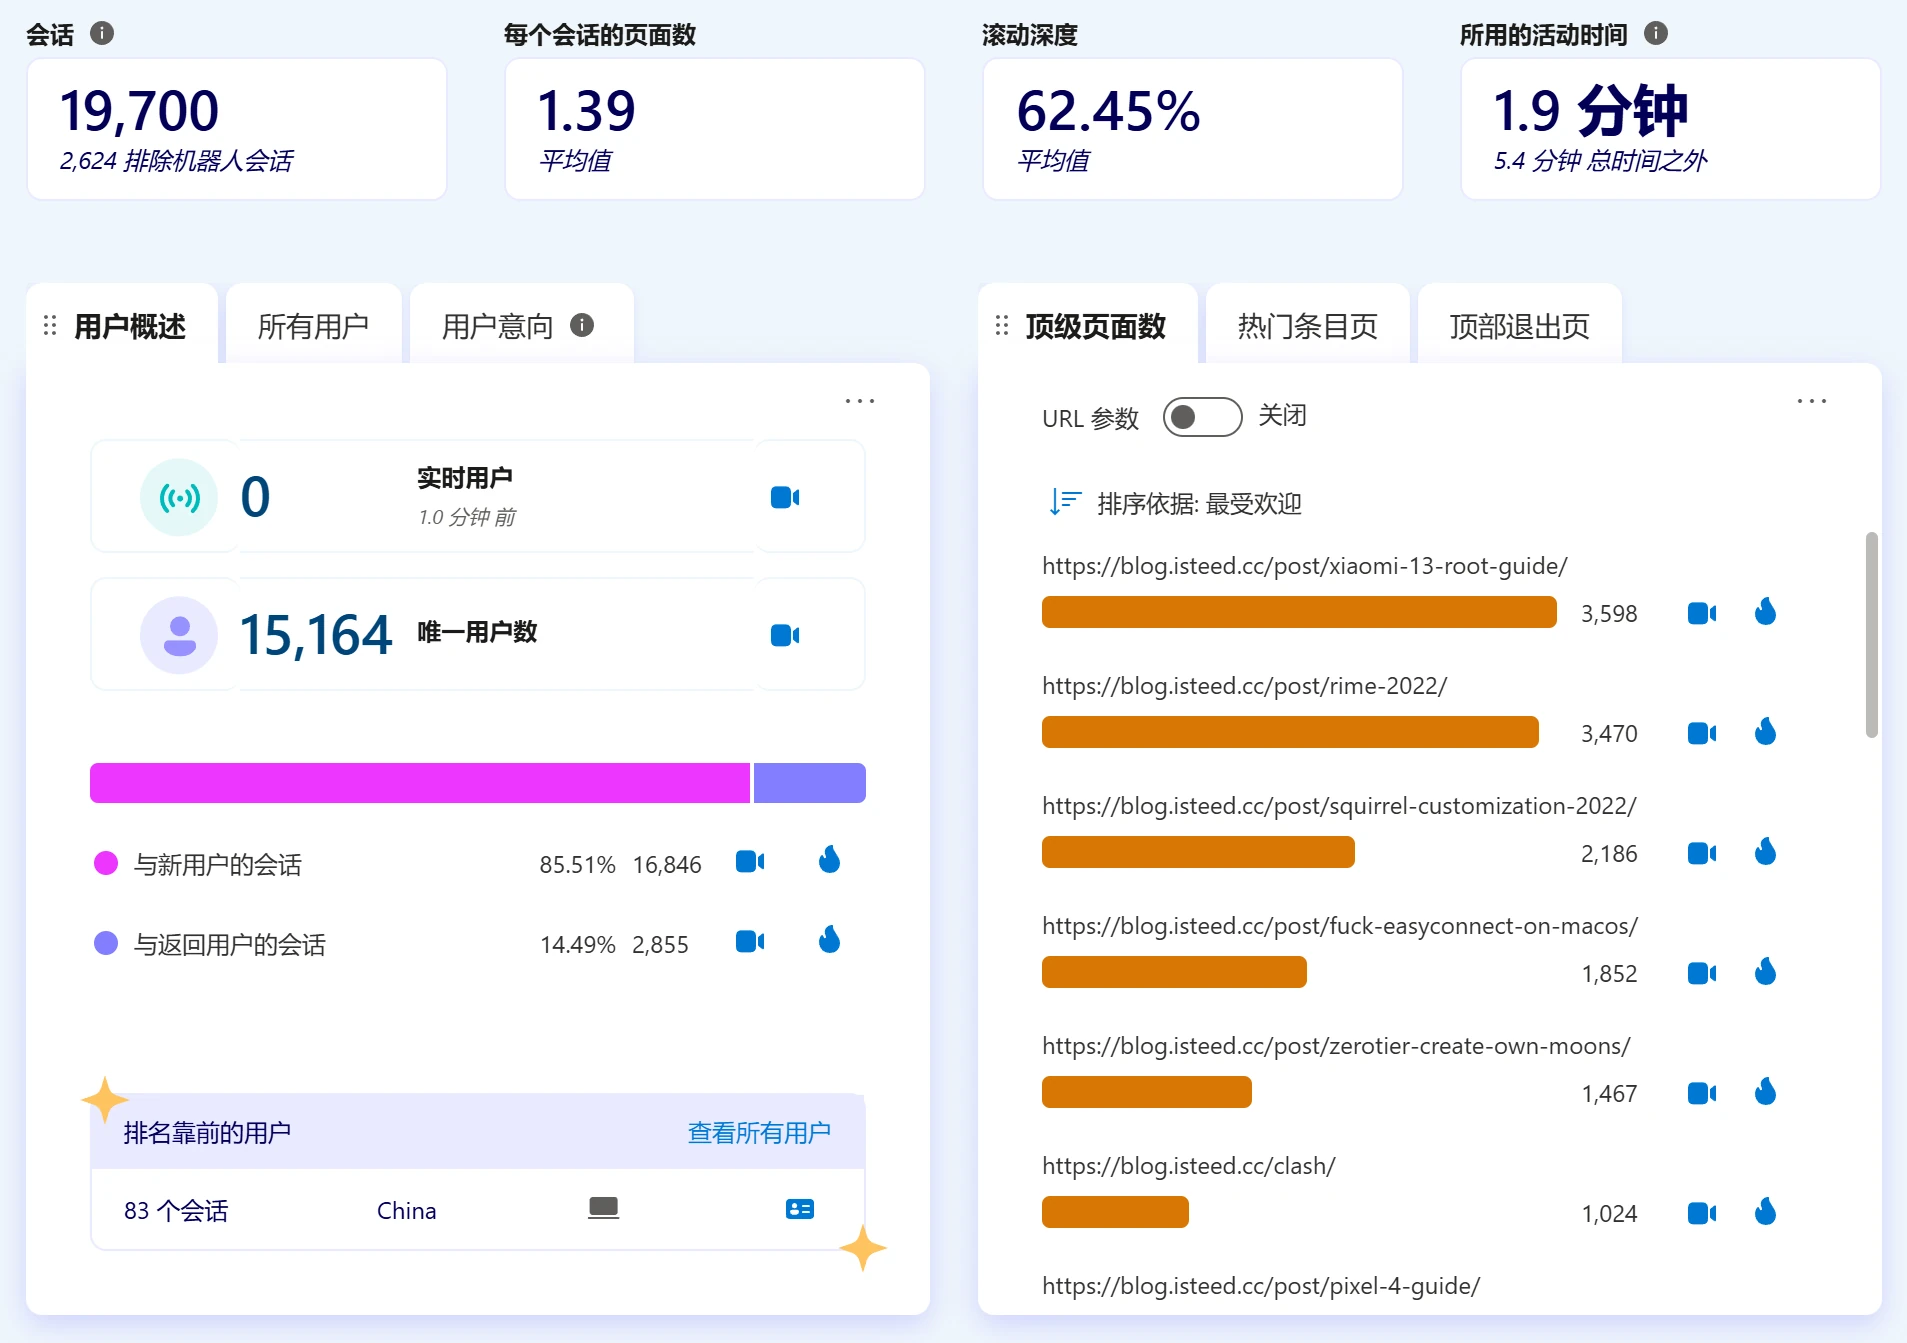 会话
19,700
2,624 排除机器人会话
每个会话的页面数
1.39
平均值
滚动深度
62.45%
平均值
所用的活动时间
1.9 分钟
5.4 分钟 总时间之外
用户概述
所有用户
用户意向
0
实时用户
1.0 分钟 前
15,164
唯一用户数
与新用户的会话 85.51% 16,846
与返回用户的会话 14.49% 2,855
排名靠前的用户 查看所有用户
83 个会话 China
顶级页面数
热门条目页
顶部退出页
URL 参数 关闭
排序依据: 最受欢迎
https://blog.isteed.cc/post/xiaomi-13-root-guide/
3,598
https://blog.isteed.cc/post/rime-2022/
3,470
https://blog.isteed.cc/post/squirrel-customization-2022/
2,186
https://blog.isteed.cc/post/fuck-easyconnect-on-macos/
1,852
https://blog.isteed.cc/post/zerotier-create-own-moons/
1,467
https://blog.isteed.cc/clash/
1,024
https://blog.isteed.cc/post/pixel-4-guide/